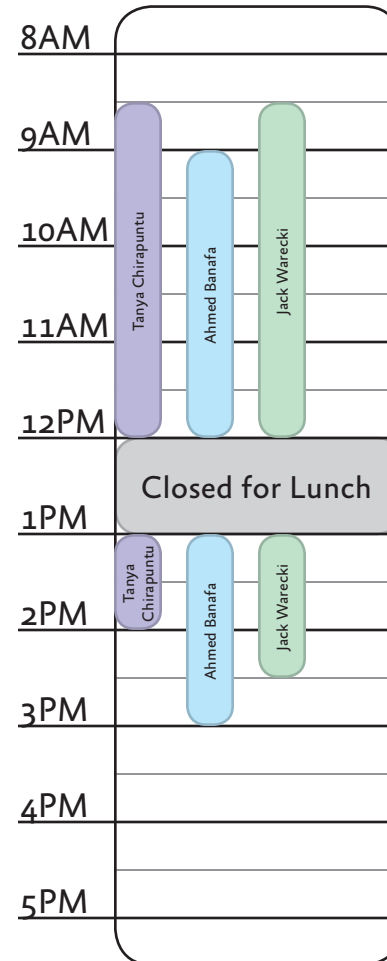 8AM
9AM
10AM
11AM
12PM
1PM
2PM
3PM
4PM
5PM
Tanya Chirapuntu
Ahmed Banafa
Jack Warecki
Closed for Lunch
Tanya
Chirapuntu
Ahmed Banafa
Jack Warecki